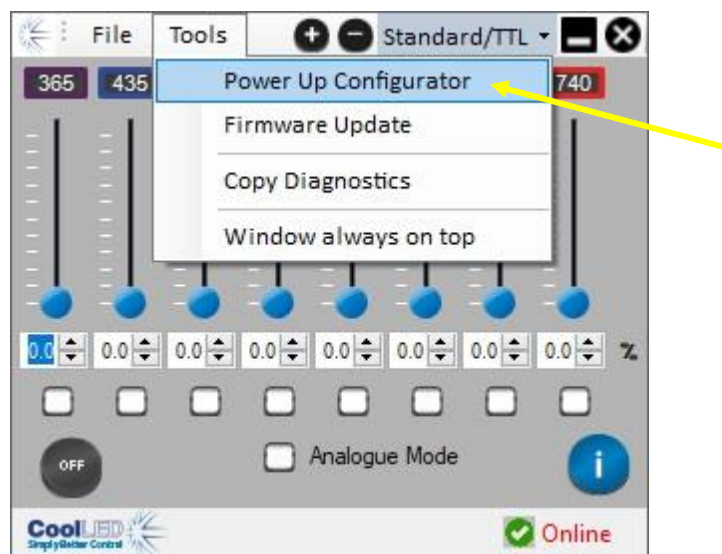 File Tools Standard/TTL
365 435 740
Power Up Configurator
Firmware Update
Copy Diagnostics
Window always on top
0.0 0.0 0.0 0.0 0.0 0.0 0.0 0.0 %
OFF Analogue Mode i
CoolLED
Simply Better Control
Online